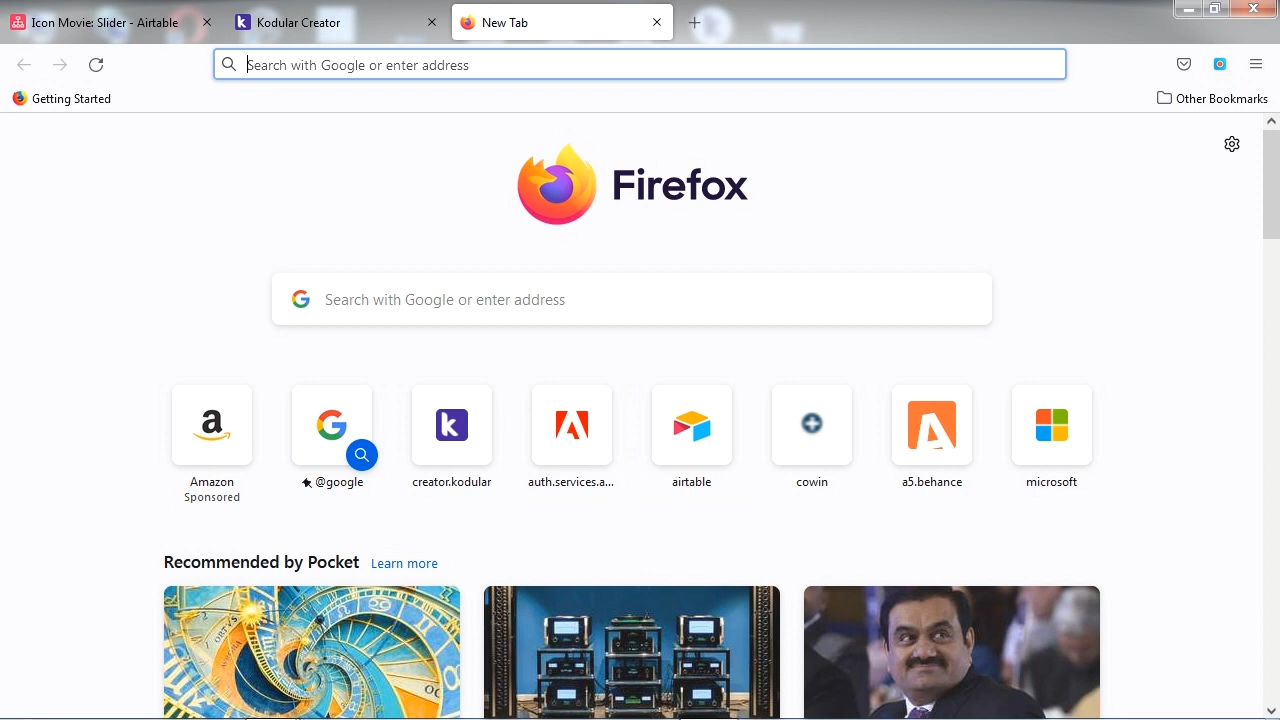 Icon Movie: Slider - Airtable
Kodular Creator
New Tab
Search with Google or enter address
Getting Started
Other Bookmarks
Firefox
Search with Google or enter address
Amazon
Sponsored
@google
creator.kodular
auth.services.a...
airtable
cowin
a5.behance
microsoft
Recommended by Pocket Learn more